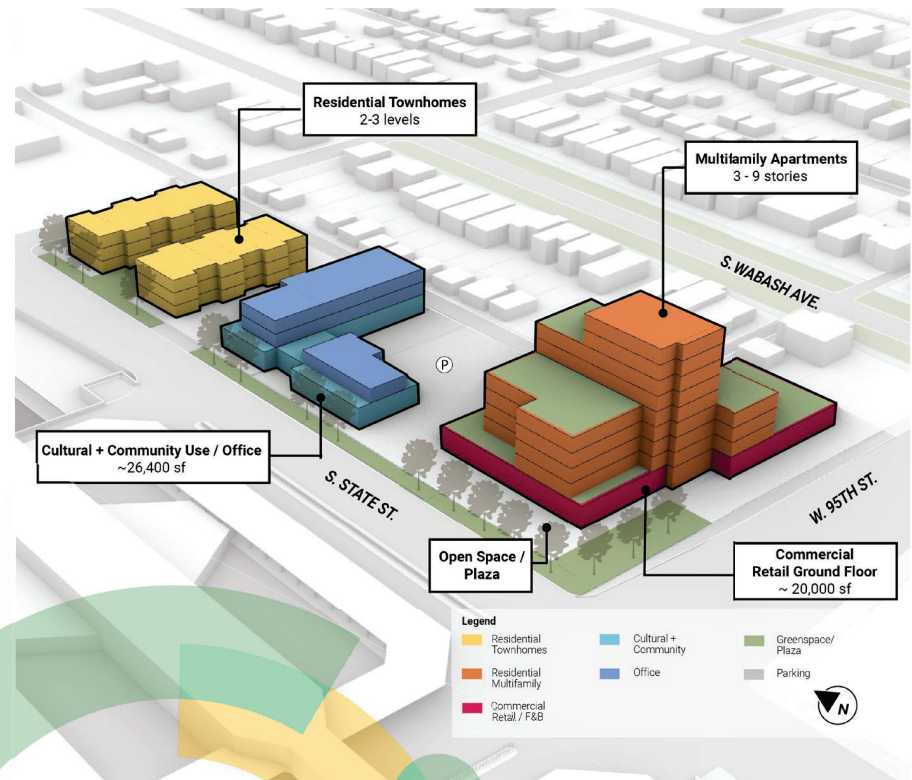 Residential Townhomes
2-3 levels
Multifamily Apartments
3 - 9 stories
S. WABASH AVE.
P
Cultural + Community Use / Office
~26,400 sf
S. STATE ST.
W. 95TH ST.
Open Space /
Plaza
Commercial
Retail Ground Floor
~ 20,000 sf
Legend
Residential
Townhomes
Residential
Multifamily
Commercial
Retail / F&B
Cultural +
Community
Office
Greenspace/
Plaza
Parking
N